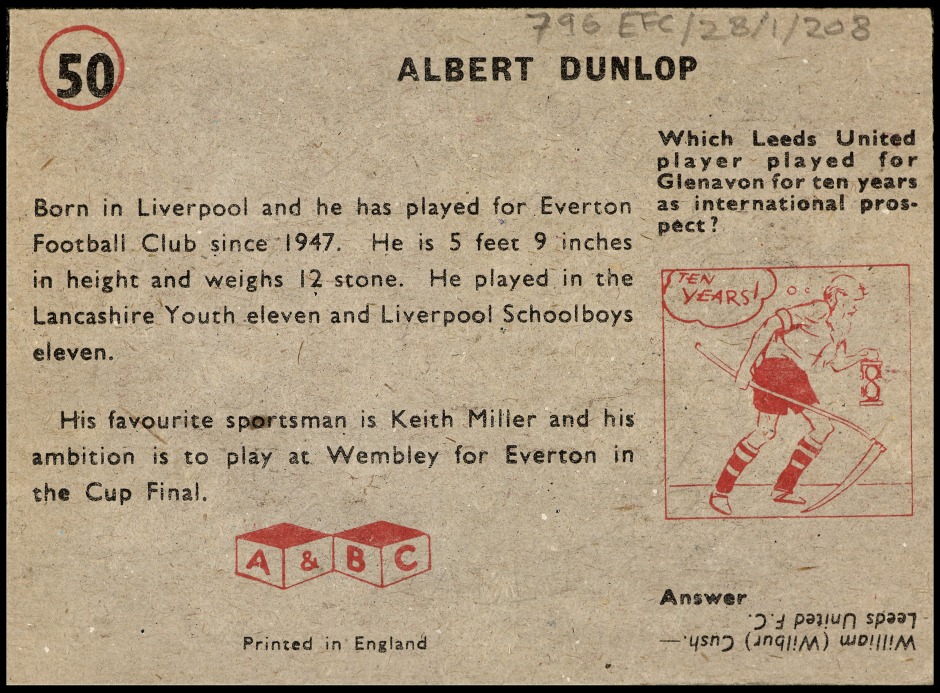 796 EFC/28/1/208
50
ALBERT DUNLOP
Born in Liverpool and he has played for Everton
Football Club since 1947. He is 5 feet 9 inches
in height and weighs 12 stone. He played in the
Lancashire Youth eleven and Liverpool Schoolboys
eleven.
His favourite sportsman is Keith Miller and his
ambition is to play at Wembley for Everton in
the Cup Final.
A & B C
Printed in England
Which Leeds United
player played for
Glenavon for ten years
as international pros-
pect?
TEN
YEARS!
Answer
William (Wilbur) Cush.—
Leeds United F.C.